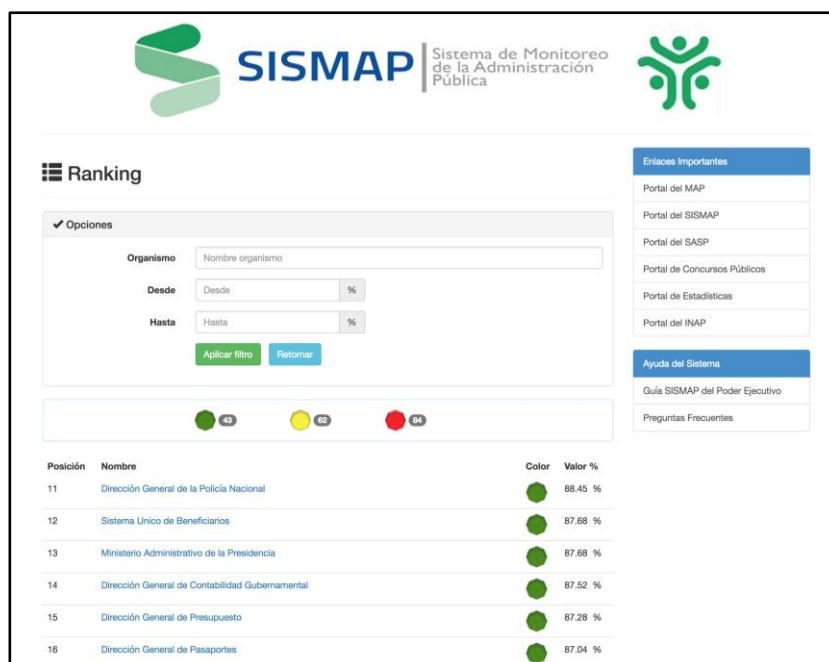 SISMAP
Sistema de Monitoreo
de la Administración
Pública
Ranking
Opciones
Organismo Nombre organismo
Desde Desde %
Hasta Hasta %
Aplicar filtro Retornar
43 62 84
Posición Nombre Color Valor %
11 Dirección General de la Policía Nacional 88.45 %
12 Sistema Unico de Beneficiarios 87.68 %
13 Ministerio Administrativo de la Presidencia 87.68 %
14 Dirección General de Contabilidad Gubernamental 87.52 %
15 Dirección General de Presupuesto 87.28 %
16 Dirección General de Pasaportes 87.04 %
Enlaces Importantes
Portal del MAP
Portal del SISMAP
Portal del SASP
Portal de Concursos Públicos
Portal de Estadísticas
Portal del INAP
Ayuda del Sistema
Guía SISMAP del Poder Ejecutivo
Preguntas Frecuentes